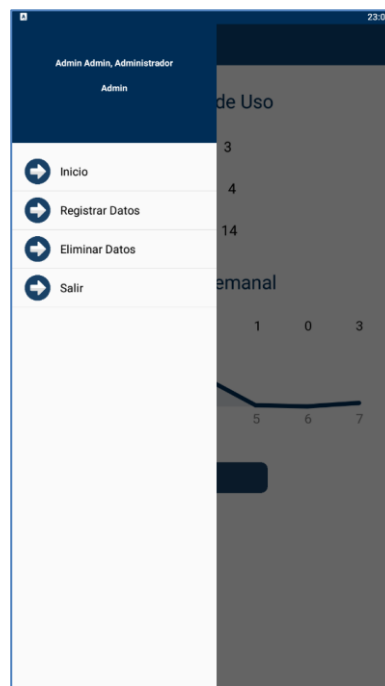 A
23:0
Admin Admin, Administrador
Admin
de Uso
3
4
14
Inicio
Registrar Datos
Eliminar Datos
Salir
emanal
1 0 3
5 6 7